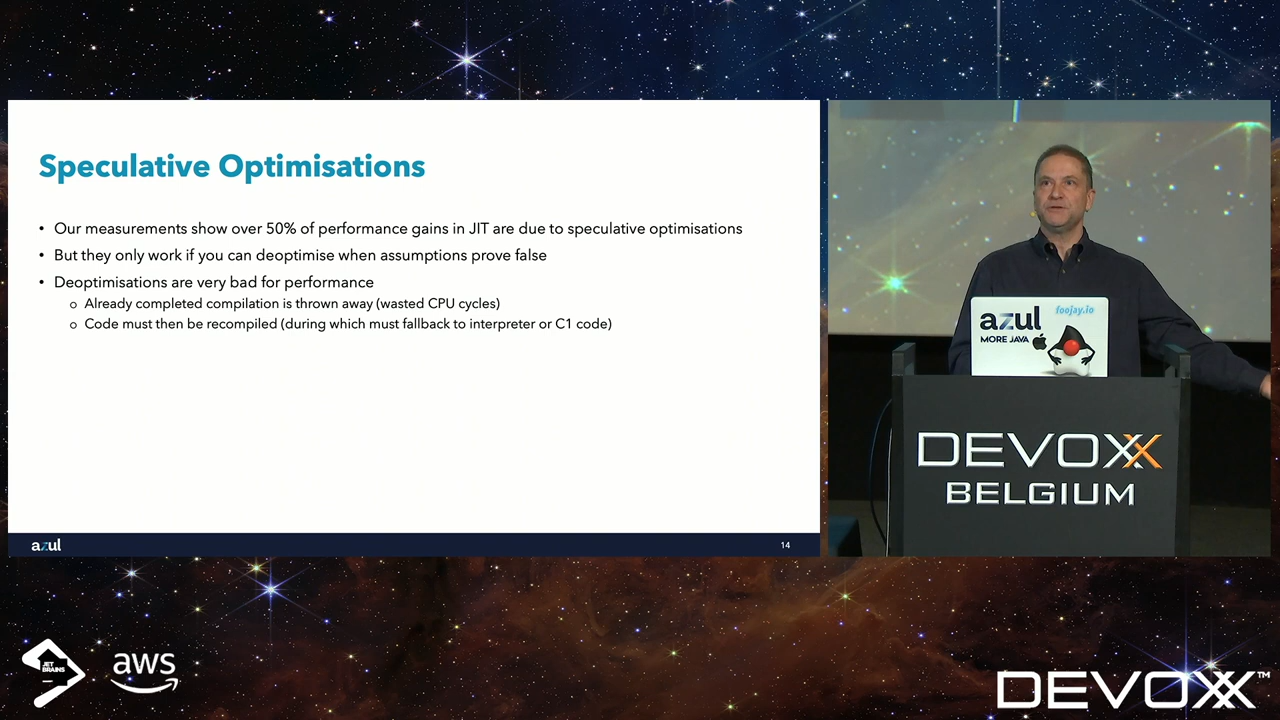 Speculative Optimisations
• Our measurements show over 50% of performance gains in JIT are due to speculative optimisations
• But they only work if you can deoptimise when assumptions prove false
• Deoptimisations are very bad for performance
o Already completed compilation is thrown away (wasted CPU cycles)
o Code must then be recompiled (during which must fallback to interpreter or C1 code)
azul
14
foojay.io
azul
MORE JAVA
DEVOXX
BELGIUM
JET
BRAINS
aws
DEVOXX™